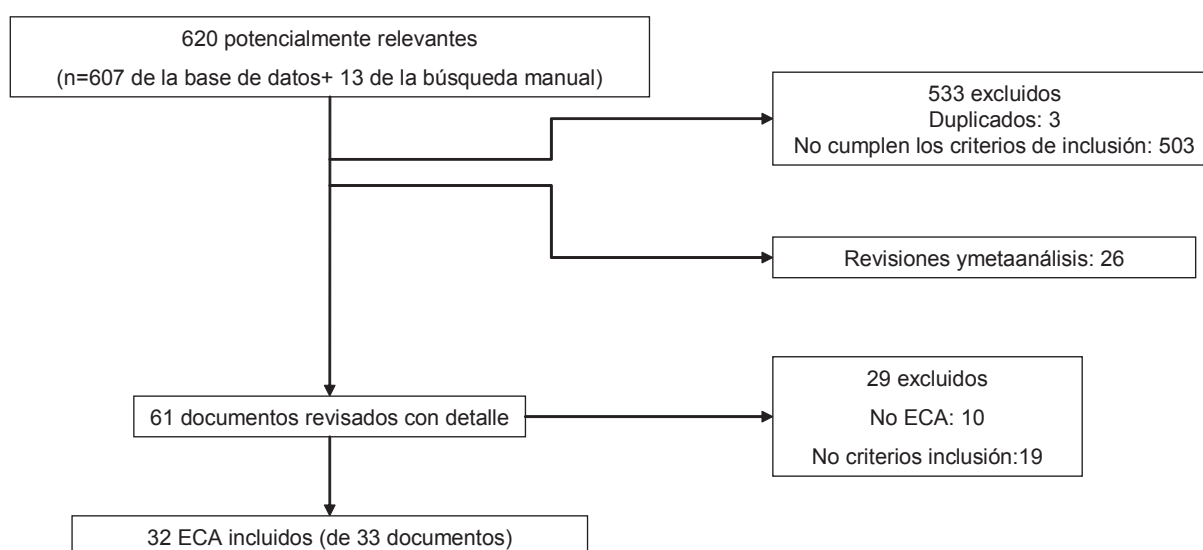 620 potencialmente relevantes
(n=607 de la base de datos+ 13 de la búsqueda manual)
533 excluidos
Duplicados: 3
No cumplen los criterios de inclusión: 503
Revisiones ymetaanálisis: 26
61 documentos revisados con detalle
29 excluidos
No ECA: 10
No criterios inclusión:19
32 ECA incluidos (de 33 documentos)